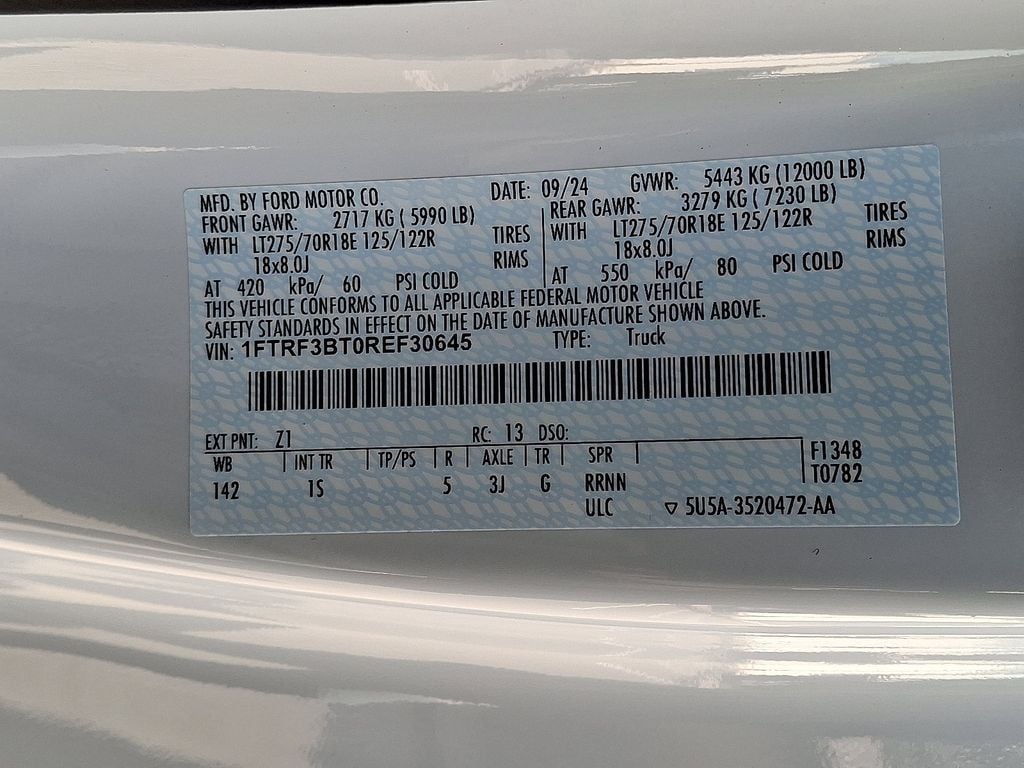 MFD. BY FORD MOTOR CO. DATE: 09/24 GVWR: 5443 KG (12000 LB)
FRONT GAWR: 2717 KG ( 5990 LB) REAR GAWR: 3279 KG ( 7230 LB)
WITH LT275/70R18E 125/122R TIRES WITH LT275/70R18E 125/122R TIRES
18x8.0J RIMS 18x8.0J RIMS
AT 420 kPa/ 60 PSI COLD AT 550 kPa/ 80 PSI COLD
THIS VEHICLE CONFORMS TO ALL APPLICABLE FEDERAL MOTOR VEHICLE
SAFETY STANDARDS IN EFFECT ON THE DATE OF MANUFACTURE SHOWN ABOVE.
VIN: 1FTRF3BT0REF30645 TYPE: Truck
EXT PNT: Z1 RC: 13 DSO:
WB INT TR TP/PS R AXLE TR SPR F1348
142 1S 5 3J G RRNN T0782
ULC ▽ 5U5A-3520472-AA